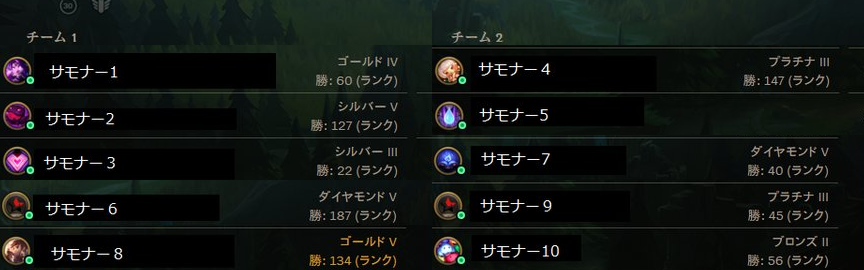 30
チーム 1
サモナー1
ゴールド IV
勝: 60 (ランク)
サモナー2
シルバー V
勝: 127 (ランク)
サモナー3
シルバー III
勝: 22 (ランク)
サモナー6
ダイヤモンド V
勝: 187 (ランク)
サモナー8
ゴールド V
勝: 134 (ランク)
チーム 2
サモナー4
プラチナ III
勝: 147 (ランク)
サモナー5
サモナー7
ダイヤモンド V
勝: 40 (ランク)
サモナー9
プラチナ III
勝: 45 (ランク)
サモナー10
ブロンズ II
勝: 56 (ランク)